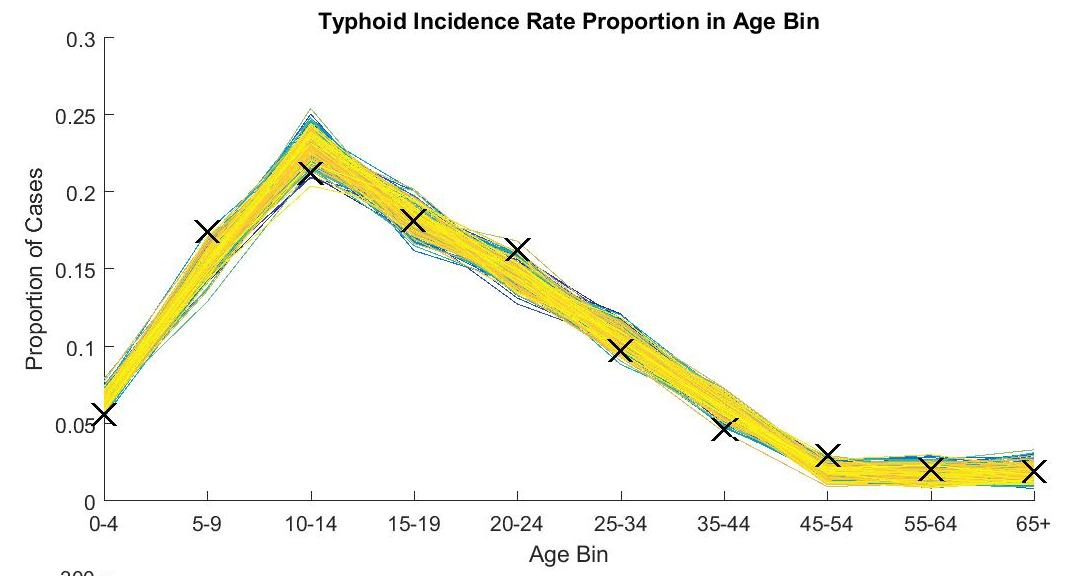 Typhoid Incidence Rate Proportion in Age Bin
0.3
0.25
0.2
0.15
0.1
0.05
0
Proportion of Cases
0-4 5-9 10-14 15-19 20-24 25-34 35-44 45-54 55-64 65+
Age Bin